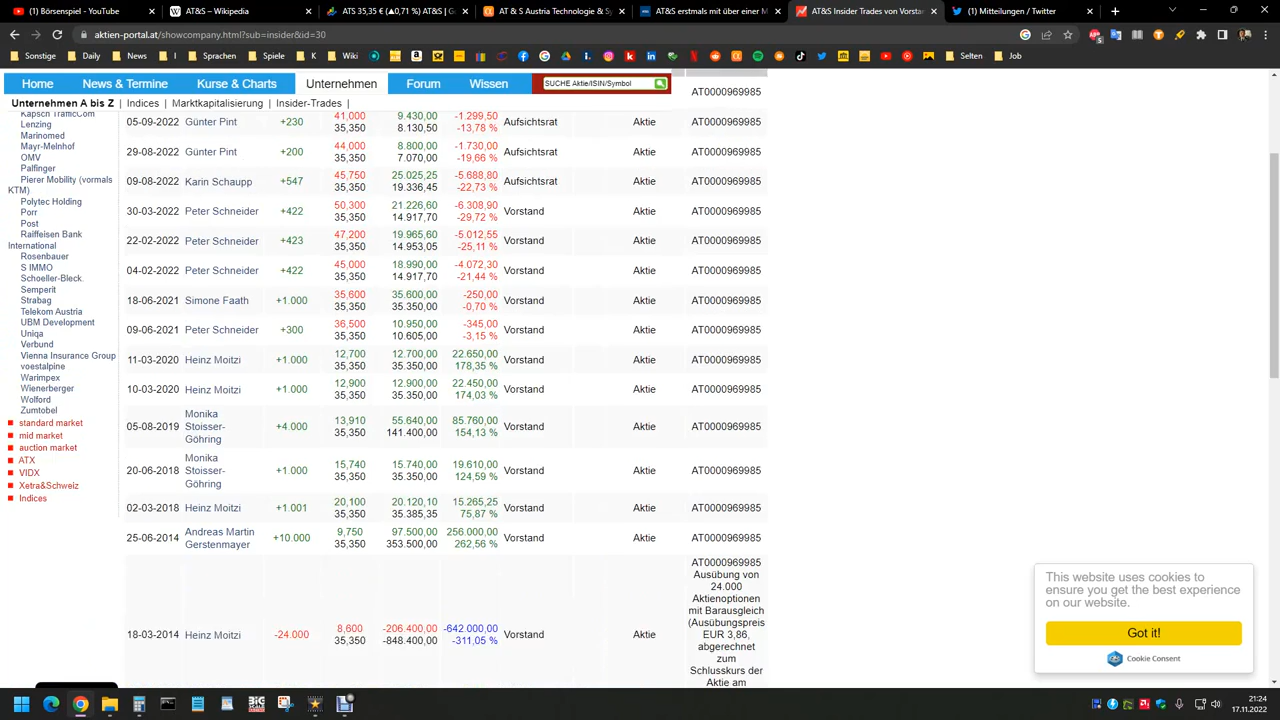 (1) Börsenspiel - YouTube
AT&S – Wikipedia
ATS 35,35 € (▲0,71 %) AT&S | G
AT & S Austria Technologie & Sy
AT&S erstmals mit über einer M
AT&S Insider Trades von Vorstan
(1) Mitteilungen / Twitter
aktien-portal.at/showcompany.html?sub=insider&id=30
Sonstige
Daily
News
I
Sprachen
Spiele
K
Wiki
Selten
Job
Home
News & Termine
Kurse & Charts
Unternehmen
Forum
Wissen
SUCHE Aktie/ISIN/Symbol
Unternehmen A bis Z | Indices | Marktkapitalisierung | Insider-Trades |
Kapsch TrafficCom
Lenzing
Marinomed
Mayr-Melnhof
OMV
Palfinger
Pierer Mobility (vormals
KTM)
Polytec Holding
Porr
Post
Raiffeisen Bank
International
Rosenbauer
S IMMO
Schoeller-Bleck.
Semperit
Strabag
Telekom Austria
UBM Development
Uniqa
Verbund
Vienna Insurance Group
voestalpine
Warimpex
Wienerberger
Wolford
Zumtobel
standard market
mid market
auction market
ATX
VIDX
Xetra&Schweiz
Indices
AT0000969985
05-09-2022 Günter Pint +230 41,000 9.430,00 -1.299,50 Aufsichtsrat Aktie AT0000969985
35,350 8.130,50 -13,78 %
29-08-2022 Günter Pint +200 44,000 8.800,00 -1.730,00 Aufsichtsrat Aktie AT0000969985
35,350 7.070,00 -19,66 %
09-08-2022 Karin Schaupp +547 45,750 25.025,25 -5.688,80 Aufsichtsrat Aktie AT0000969985
35,350 19.336,45 -22,73 %
30-03-2022 Peter Schneider +422 50,300 21.226,60 -6.308,90 Vorstand Aktie AT0000969985
35,350 14.917,70 -29,72 %
22-02-2022 Peter Schneider +423 47,200 19.965,60 -5.012,55 Vorstand Aktie AT0000969985
35,350 14.953,05 -25,11 %
04-02-2022 Peter Schneider +422 45,000 18.990,00 -4.072,30 Vorstand Aktie AT0000969985
35,350 14.917,70 -21,44 %
18-06-2021 Simone Faath +1.000 35,600 35.600,00 -250,00 Vorstand Aktie AT0000969985
35,350 35.350,00 -0,70 %
09-06-2021 Peter Schneider +300 36,500 10.950,00 -345,00 Vorstand Aktie AT0000969985
35,350 10.605,00 -3,15 %
11-03-2020 Heinz Moitzi +1.000 12,700 12.700,00 22.650,00 Vorstand Aktie AT0000969985
35,350 35.350,00 178,35 %
10-03-2020 Heinz Moitzi +1.000 12,900 12.900,00 22.450,00 Vorstand Aktie AT0000969985
35,350 35.350,00 174,03 %
05-08-2019 Monika Stoisser-Göhring +4.000 13,910 55.640,00 85.760,00 Vorstand Aktie AT0000969985
35,350 141.400,00 154,13 %
20-06-2018 Monika Stoisser-Göhring +1.000 15,740 15.740,00 19.610,00 Vorstand Aktie AT0000969985
35,350 35.350,00 124,59 %
02-03-2018 Heinz Moitzi +1.001 20,100 20.120,10 15.265,25 Vorstand Aktie AT0000969985
35,350 35.385,35 75,87 %
25-06-2014 Andreas Martin Gerstenmayer +10.000 9,750 97.500,00 256.000,00 Vorstand Aktie AT0000969985
35,350 353.500,00 262,56 %
18-03-2014 Heinz Moitzi -24.000 8,600 -206.400,00 -642.000,00 Vorstand Aktie
35,350 -848.400,00 -311,05 %
AT0000969985
Ausübung von
24.000
Aktienoptionen
mit Barausgleich
(Ausübungspreis
EUR 3,86,
abgerechnet
zum
Schlusskurs der
Aktie am
This website uses cookies to
ensure you get the best experience
on our website.
Got it!
Cookie Consent
21:24
17.11.2022